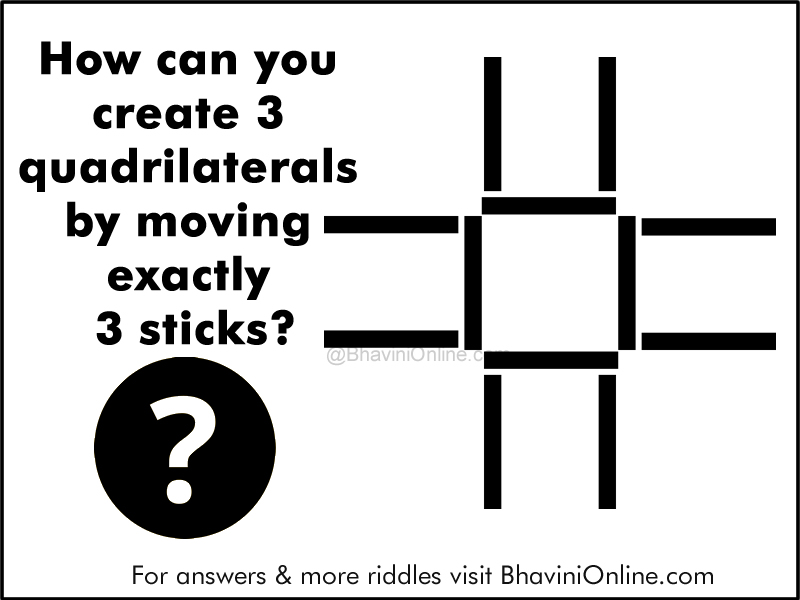 How can you
create 3
quadrilaterals
by moving
exactly
3 sticks?
@BhaviniOnline.com
?
For answers & more riddles visit BhaviniOnline.com